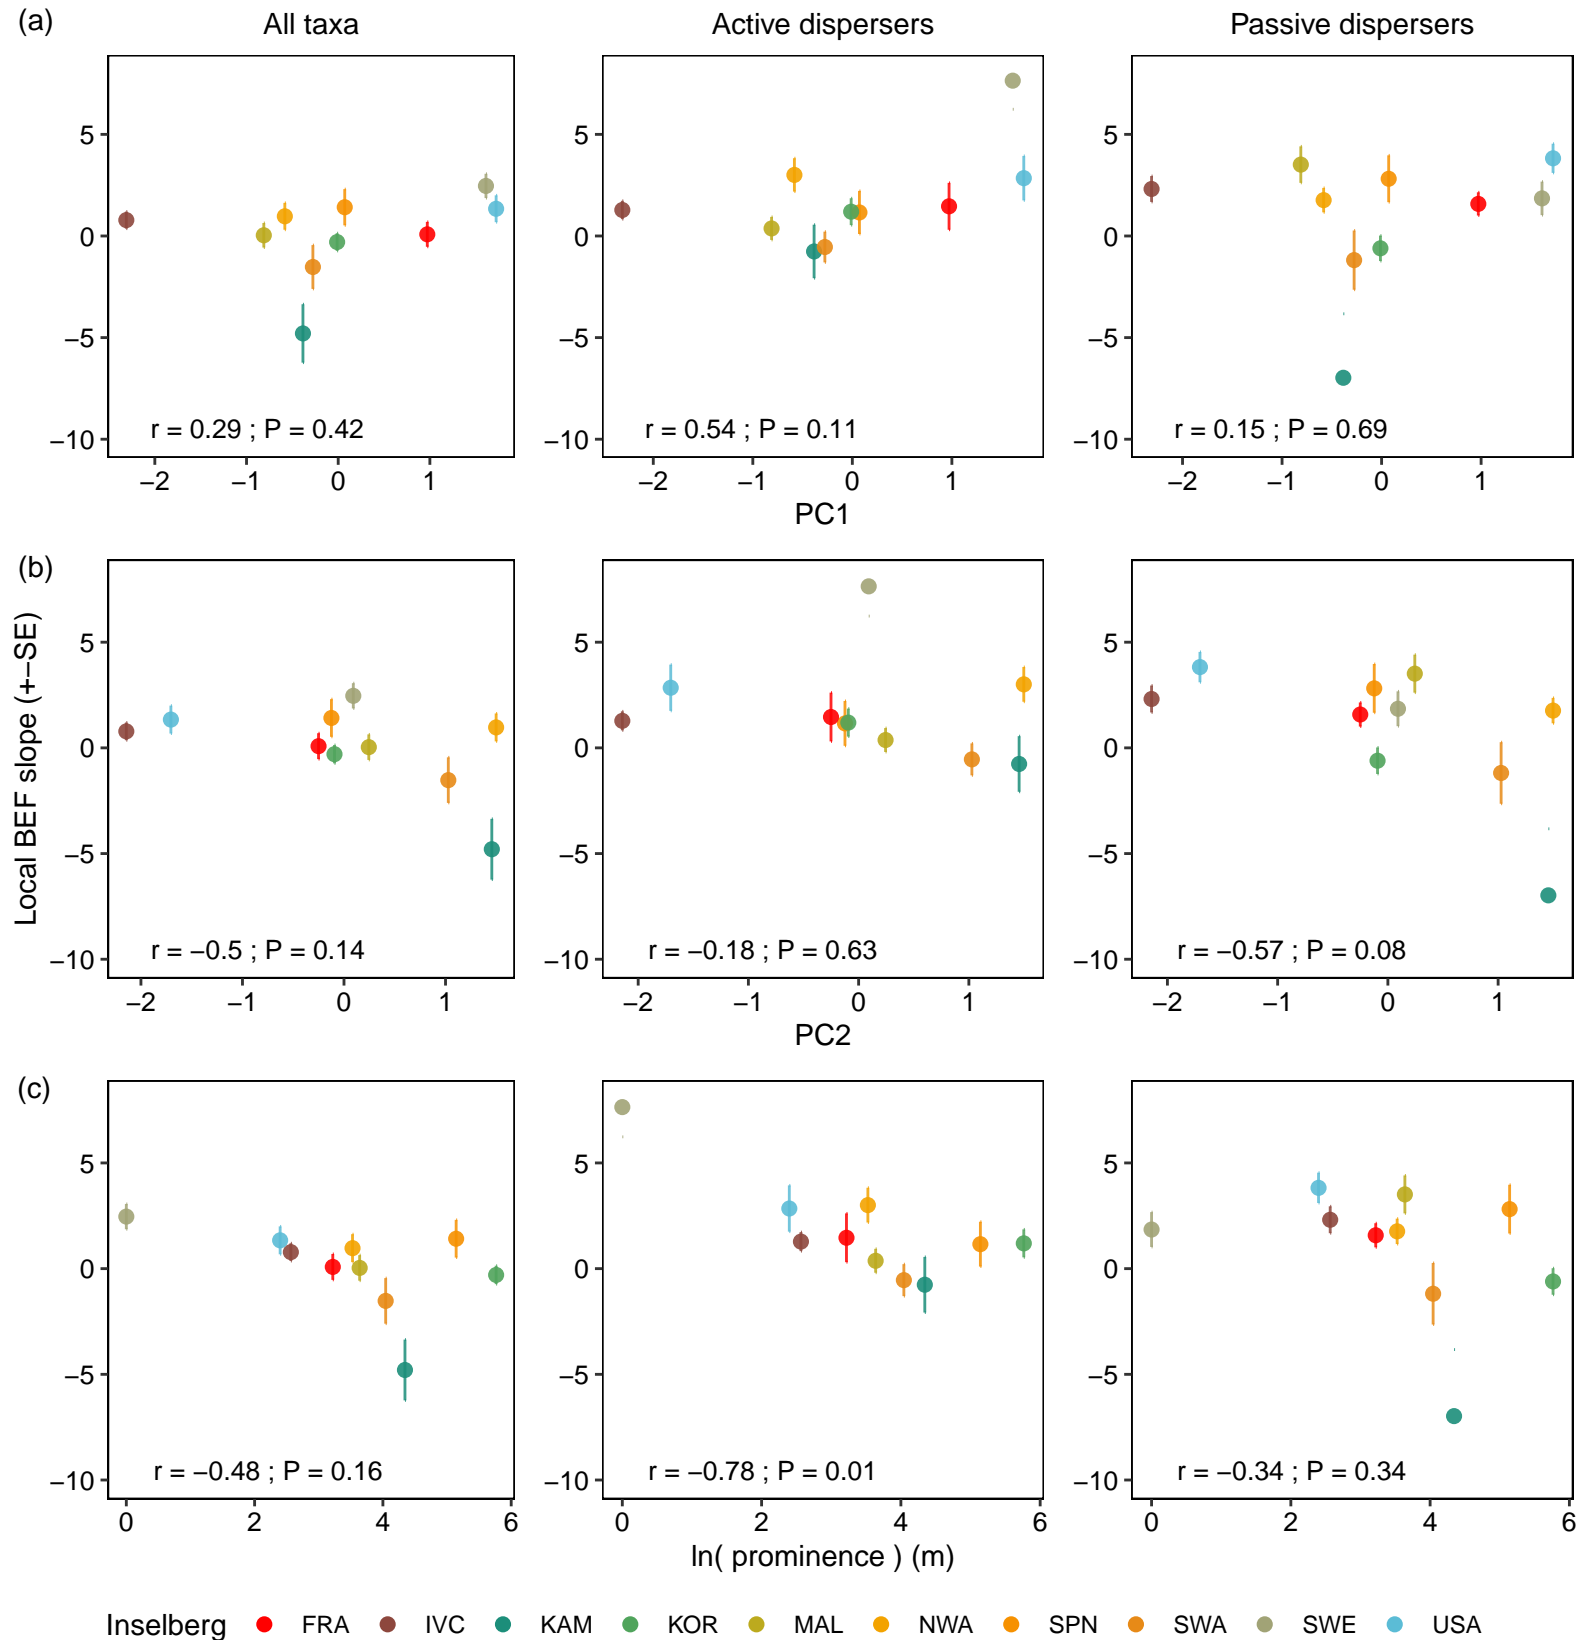 (a)
All taxa
Active dispersers
Passive dispersers
5
0
−5
−10
r = 0.29 ; P = 0.42
−2 −1 0 1
5
0
−5
−10
r = 0.54 ; P = 0.11
−2 −1 0 1
5
0
−5
−10
r = 0.15 ; P = 0.69
−2 −1 0 1
PC1
(b)
Local BEF slope (+−SE)
5
0
−5
−10
r = −0.5 ; P = 0.14
−2 −1 0 1
5
0
−5
−10
r = −0.18 ; P = 0.63
−2 −1 0 1
5
0
−5
−10
r = −0.57 ; P = 0.08
−2 −1 0 1
PC2
(c)
5
0
−5
−10
r = −0.48 ; P = 0.16
0 2 4 6
5
0
−5
−10
r = −0.78 ; P = 0.01
0 2 4 6
5
0
−5
−10
r = −0.34 ; P = 0.34
0 2 4 6
ln( prominence ) (m)
Inselberg FRA IVC KAM KOR MAL NWA SPN SWA SWE USA